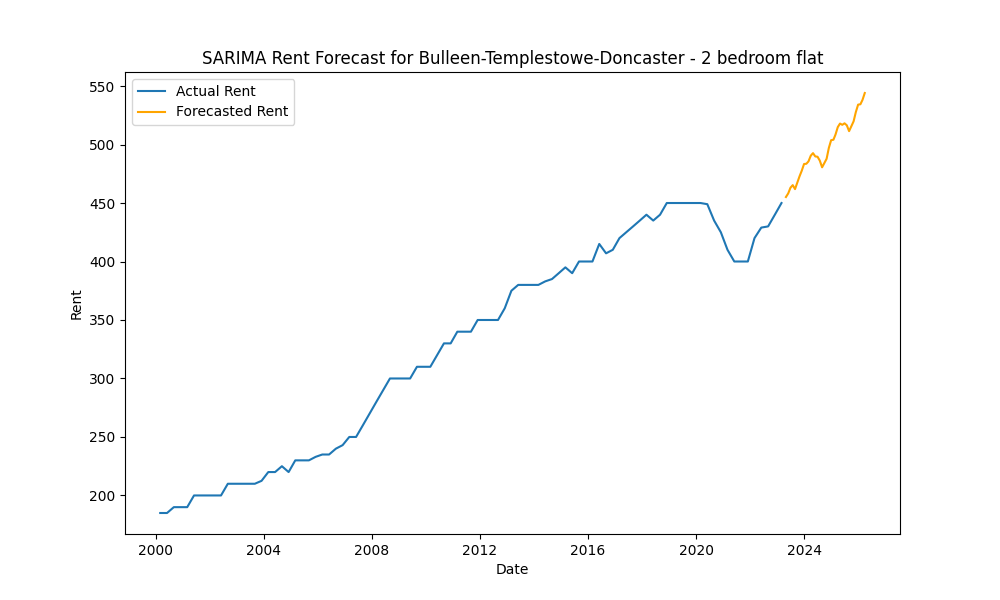 SARIMA Rent Forecast for Bulleen-Templestowe-Doncaster - 2 bedroom flat
Actual Rent
Forecasted Rent
550
500
450
400
350
300
250
200
Rent
2000 2004 2008 2012 2016 2020 2024
Date